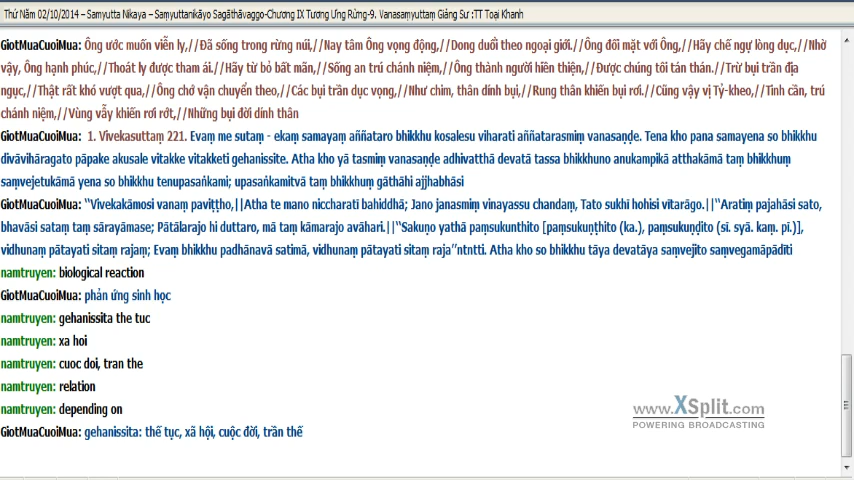 Thứ Năm 02/10/2014 – Samyutta Nikaya – Saṃyuttanikāyo Sagāthāvaggo-Chương IX Tương Ưng Rừng-9. Vanasaṃyuttaṃ Giảng Sư :TT Toại Khanh
GiotMuaCuoiMua: Ông ước muốn viễn ly,//Đã sống trong rừng núi,//Nay tâm Ông vọng động,//Dong duổi theo ngoại giới.//Ông đối mặt với Ông,//Hãy chế ngự lòng dục,//Nhờ
vậy, Ông hạnh phúc,//Thoát ly được tham ái.//Hãy từ bỏ bất mãn,//Sống an trú chánh niệm,//Ông thành người hiền thiện,//Được chúng tôi tán thán.//Trừ bụi trần địa
ngục,//Thật rất khó vượt qua,//Ông chớ vận chuyển theo,//Các bụi trần dục vọng,//Như chim, thân dính bụi,//Rung thân khiến bụi rơi.//Cũng vậy vị Tỷ-kheo,//Tinh cần, trú
chánh niệm,//Vùng vẫy khiến rơi rớt,//Những bụi đời dính thân
GiotMuaCuoiMua: 1. Vivekasuttaṃ 221. Evaṃ me sutaṃ - ekaṃ samayaṃ aññataro bhikkhu kosalesu viharati aññatarasmiṃ vanasaṇḍe. Tena kho pana samayena so bhikkhu
divāvihāragato pāpake akusale vitakke vitakketi gehanissite. Atha kho yā tasmiṃ vanasaṇḍe adhivatthā devatā tassa bhikkhuno anukampikā atthakāmā taṃ bhikkhuṃ
saṃvejetukāmā yena so bhikkhu tenupasaṅkami; upasaṅkamitvā taṃ bhikkhuṃ gāthāhi ajjhabhāsi
GiotMuaCuoiMua: “Vivekakāmosi vanaṃ paviṭṭho,||Atha te mano niccharatī bahiddhā; Jano janasmiṃ vinayassu chandaṃ, Tato sukhī hohisi vītarāgo.||“Aratiṃ pajahāsi sato,
bhavāsi sataṃ taṃ sārayāmase; Pātālarajo hi duttaro, mā taṃ kāmarajo avāhari.||“Sakuṇo yathā paṃsukunthito [paṃsukuṇṭhito (ka.), paṃsukuṇḍito (sī. syā. kaṃ. pī.)],
vidhunaṃ pātayati sitaṃ rajaṃ; Evaṃ bhikkhu padhānavā satimā, vidhunaṃ pātayati sitaṃ raja”ntntti. Atha kho so bhikkhu tāya devatāya saṃvejito saṃvegamāpādīti
namtruyen: biological reaction
GiotMuaCuoiMua: phản ứng sinh học
namtruyen: gehanissita the tuc
namtruyen: xa hoi
namtruyen: cuoc doi, tran the
namtruyen: relation
namtruyen: depending on
GiotMuaCuoiMua: gehanissita: thế tục, xã hội, cuộc đời, trần thế
www.XSplit.com
POWERING BROADCASTING